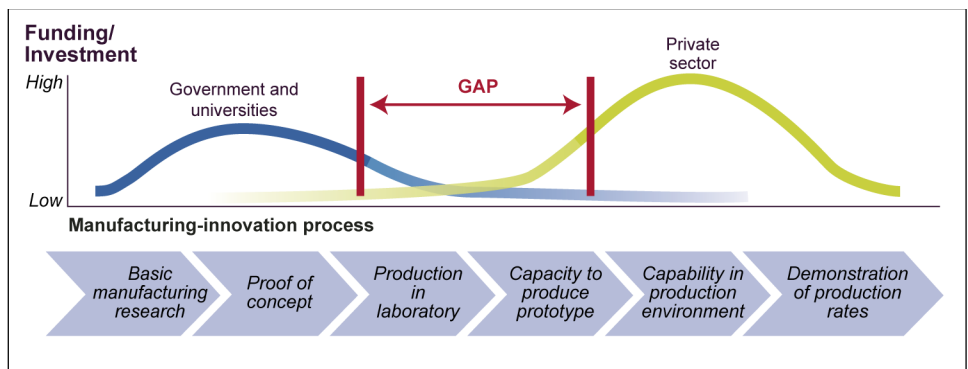 Funding/
Investment
High
Government and
universities
GAP
Private
sector
Low
Manufacturing-innovation process
Basic
manufacturing
research
Proof of
concept
Production
in
laboratory
Capacity to
produce
prototype
Capability in
production
environment
Demonstration
of production
rates